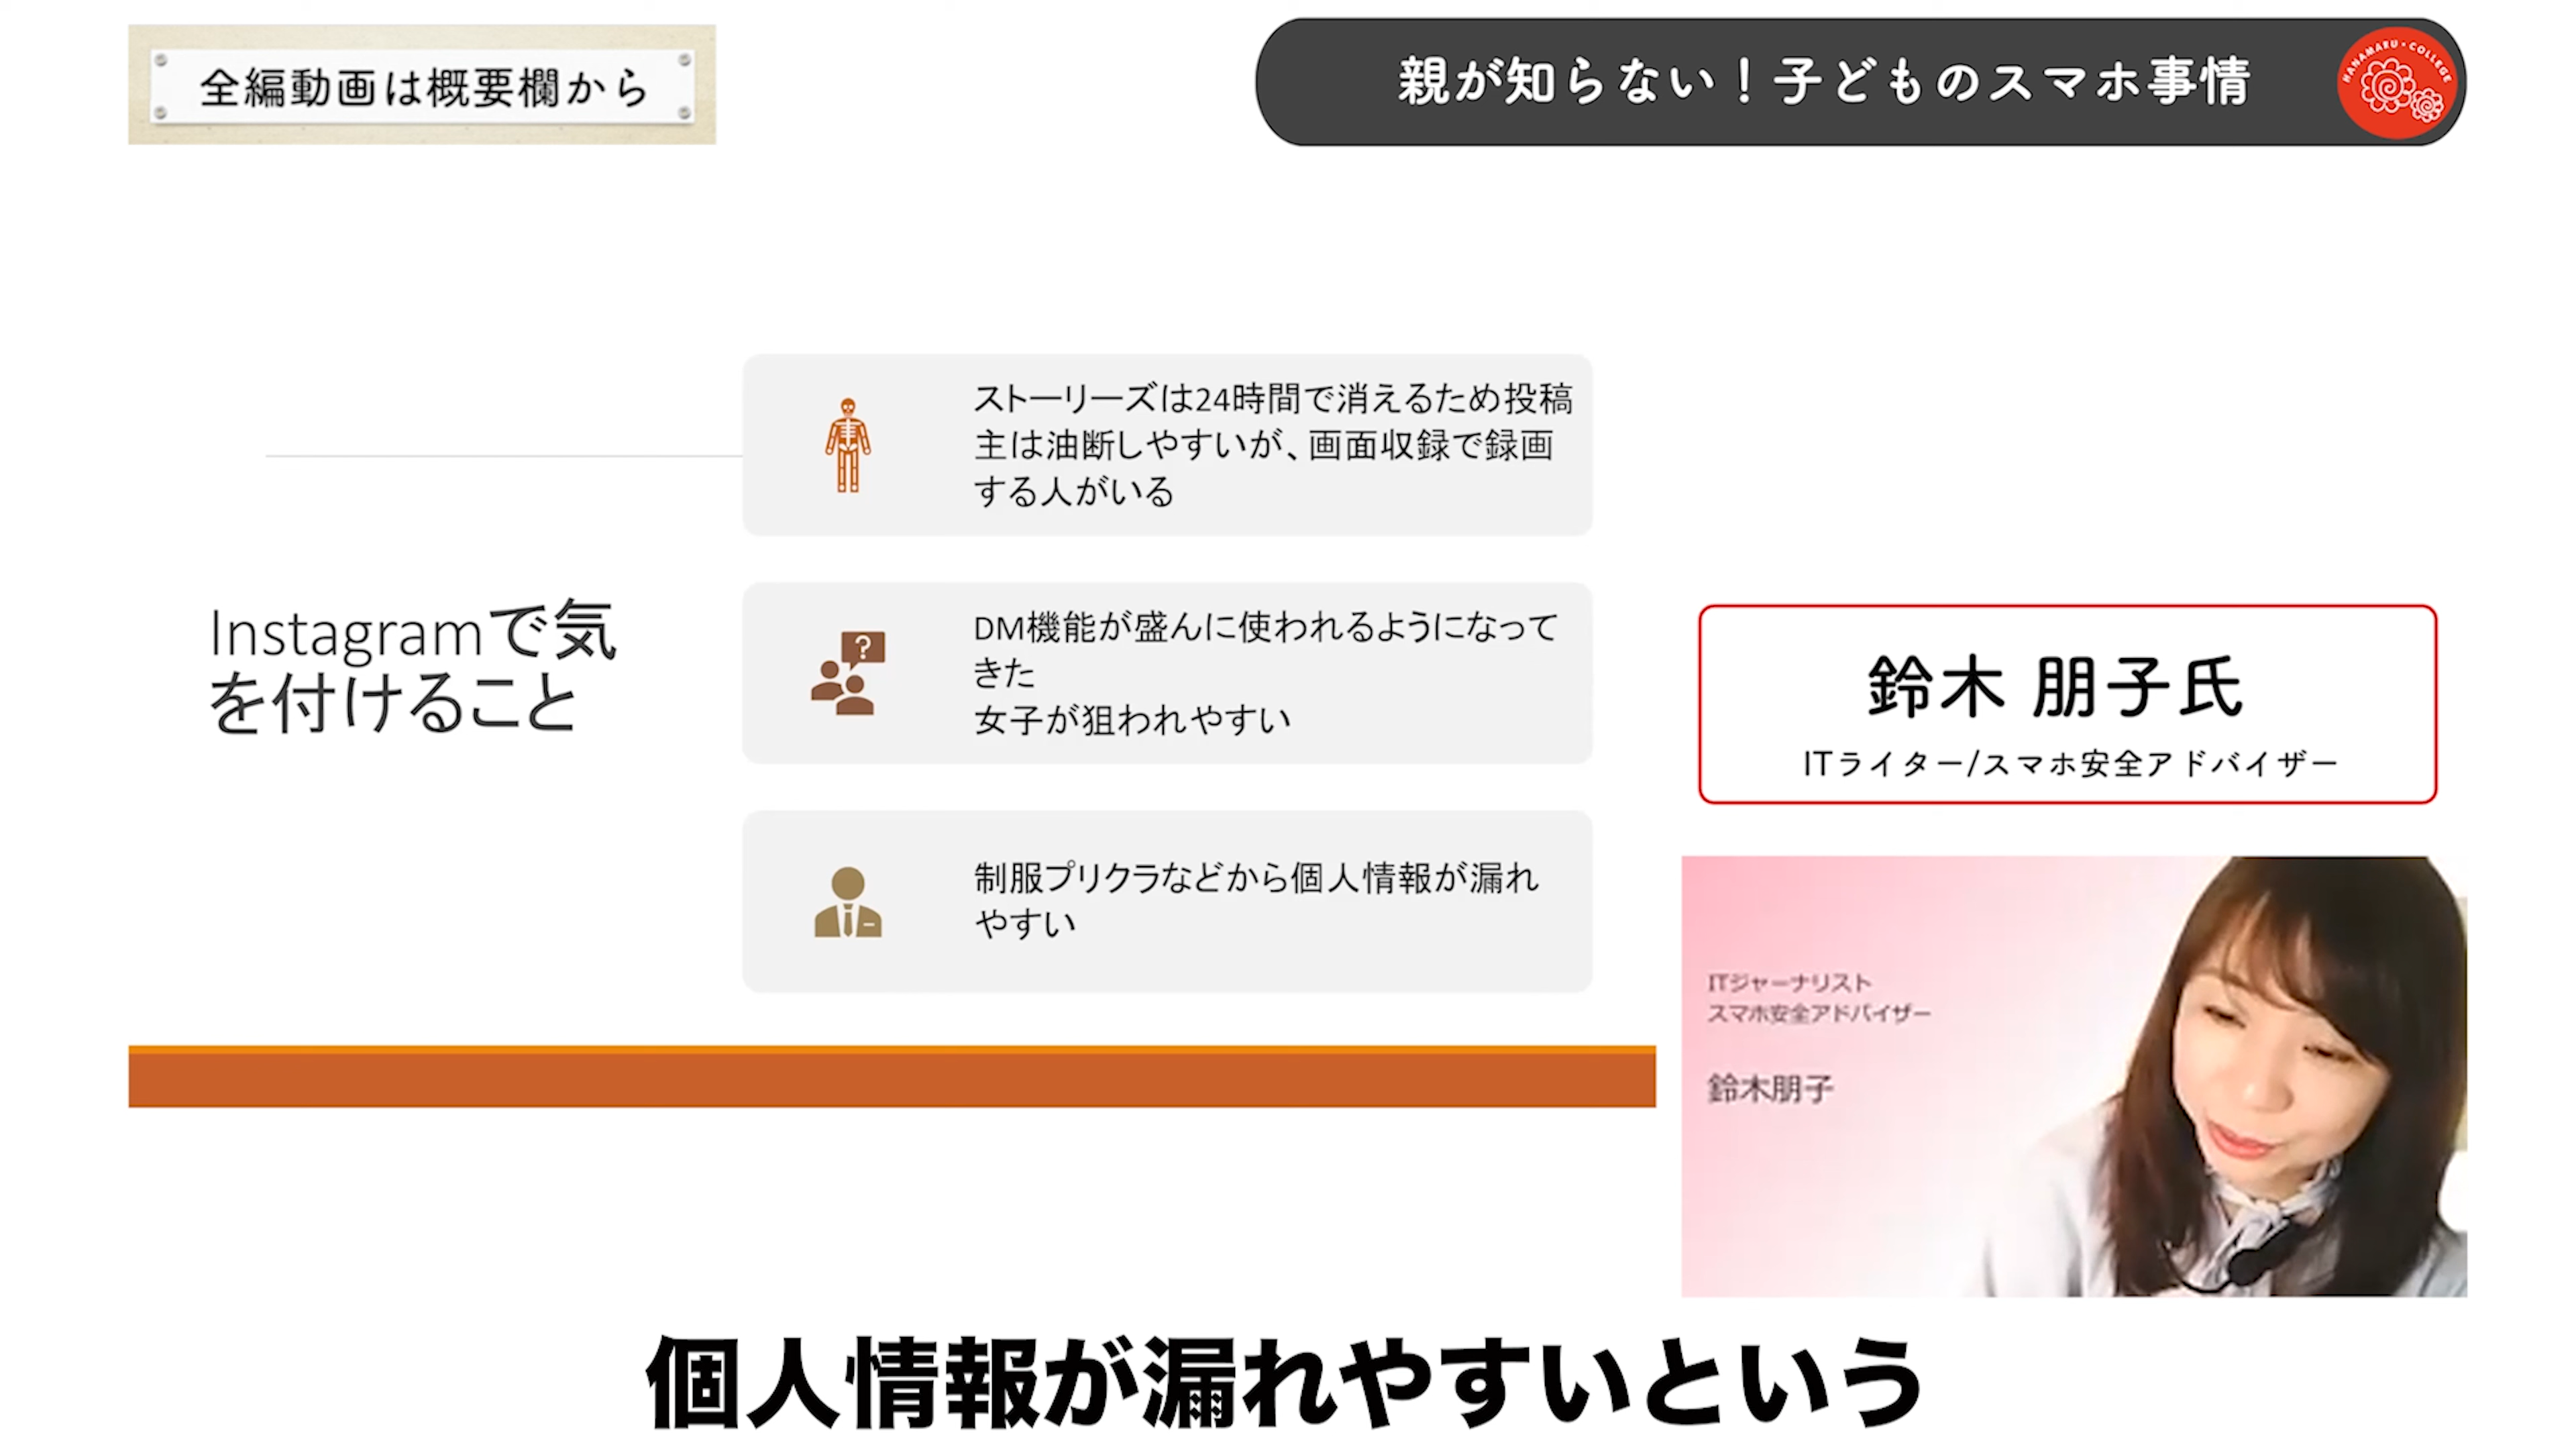 全編動画は概要欄から
親が知らない！子どものスマホ事情
HANAMARU・COLLEGE
Instagramで気
を付けること
ストーリーズは24時間で消えるため投稿
主は油断しやすいが、画面収録で録画
する人がいる
DM機能が盛んに使われるようになって
きた
女子が狙われやすい
制服プリクラなどから個人情報が漏れ
やすい
鈴木 朋子氏
ITライター/スマホ安全アドバイザー
ITジャーナリスト
スマホ安全アドバイザー
鈴木朋子
個人情報が漏れやすいという